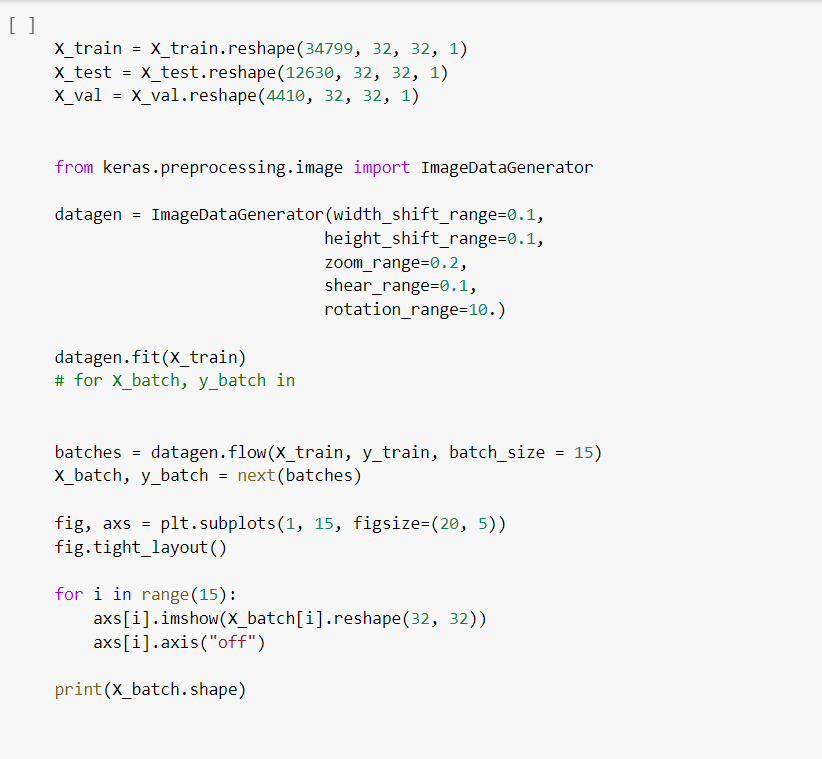 [ ]
X_train = X_train.reshape(34799, 32, 32, 1)
X_test = X_test.reshape(12630, 32, 32, 1)
X_val = X_val.reshape(4410, 32, 32, 1)
from keras.preprocessing.image import ImageDataGenerator
datagen = ImageDataGenerator(width_shift_range=0.1,
height_shift_range=0.1,
zoom_range=0.2,
shear_range=0.1,
rotation_range=10.)
datagen.fit(X_train)
# for X_batch, y_batch in
batches = datagen.flow(X_train, y_train, batch_size = 15)
X_batch, y_batch = next(batches)
fig, axs = plt.subplots(1, 15, figsize=(20, 5))
fig.tight_layout()
for i in range(15):
axs[i].imshow(X_batch[i].reshape(32, 32))
axs[i].axis("off")
print(X_batch.shape)